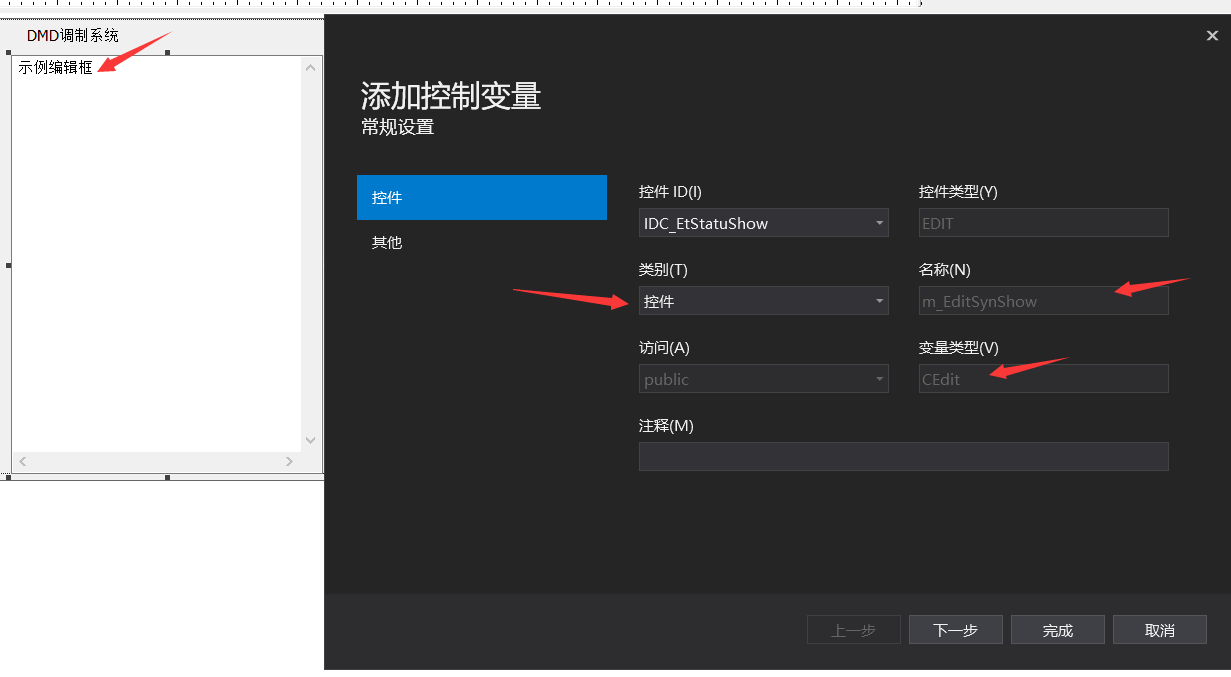 DMD调制系统
示例编辑框
添加控制变量
常规设置
控件
其他
控件 ID(I)
控件类型(Y)
IDC_EtStatuShow
EDIT
类别(T)
名称(N)
控件
m_EditSynShow
访问(A)
变量类型(V)
public
CEdit
注释(M)
上一步
下一步
完成
取消